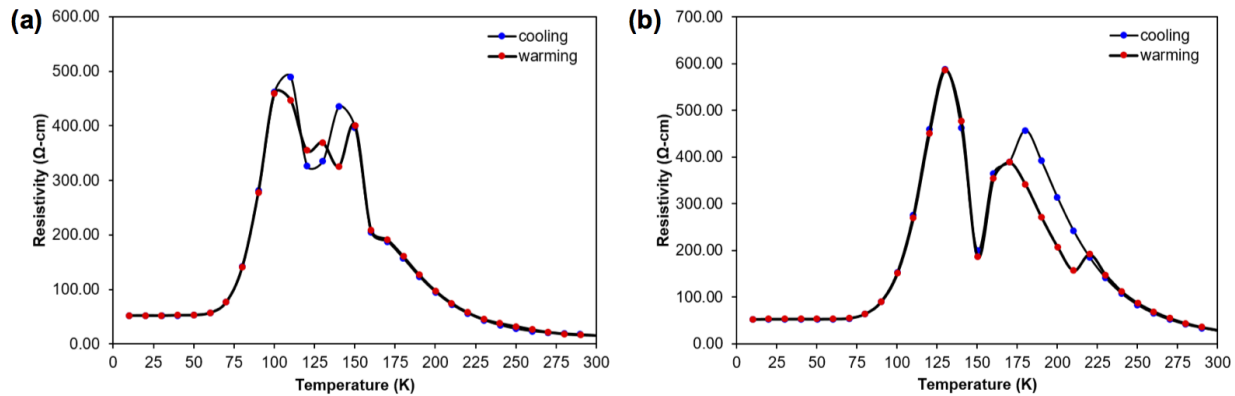 (a)
600.00
500.00
400.00
300.00
200.00
100.00
0.00
Resistivity (Ω-cm)
cooling
warming
0 25 50 75 100 125 150 175 200 225 250 275 300
Temperature (K)
(b)
700.00
600.00
500.00
400.00
300.00
200.00
100.00
0.00
Resistivity (Ω-cm)
cooling
warming
0 25 50 75 100 125 150 175 200 225 250 275 300
Temperature (K)